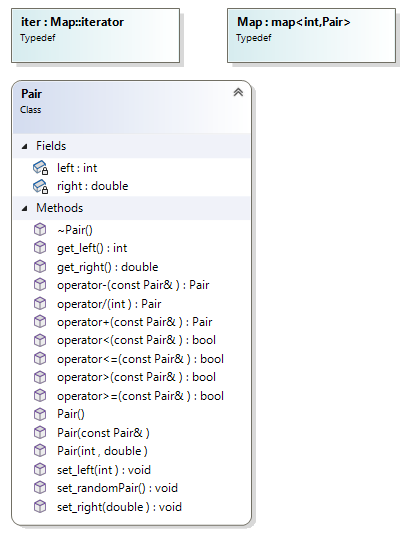 iter : Map::iterator
Typedef
Map : map<int,Pair>
Typedef
Pair
Class
Fields
left : int
right : double
Methods
~Pair()
get_left() : int
get_right() : double
operator-(const Pair& ) : Pair
operator/(int ) : Pair
operator+(const Pair& ) : Pair
operator<(const Pair& ) : bool
operator<=(const Pair& ) : bool
operator>(const Pair& ) : bool
operator>=(const Pair& ) : bool
Pair()
Pair(const Pair& )
Pair(int , double )
set_left(int ) : void
set_randomPair() : void
set_right(double ) : void